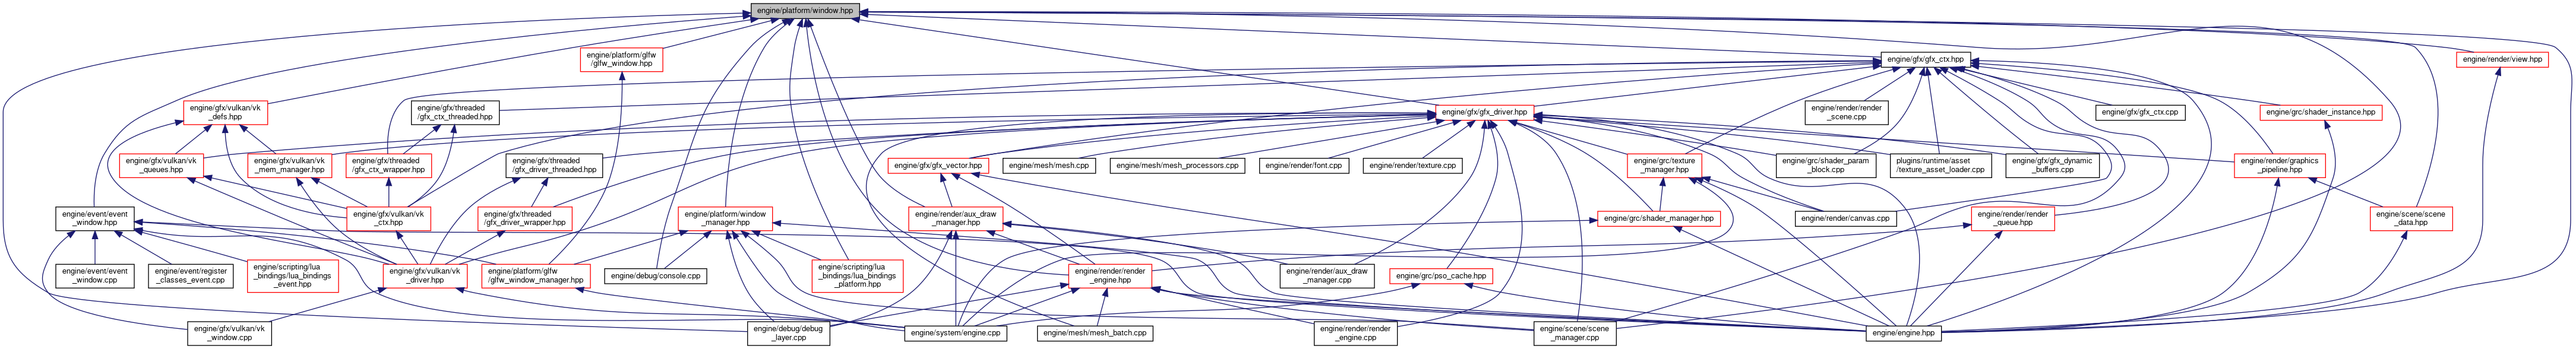 engine/platform/window.hpp
engine/platform/glfw
/glfw_window.hpp
engine/gfx/gfx_ctx.hpp
engine/render/view.hpp
engine/gfx/vulkan/vk
_defs.hpp
engine/gfx/threaded
/gfx_ctx_threaded.hpp
engine/gfx/gfx_driver.hpp
engine/render/render
_scene.cpp
engine/gfx/gfx_ctx.cpp
engine/grc/shader_instance.hpp
engine/gfx/vulkan/vk
_queues.hpp
engine/gfx/vulkan/vk
_mem_manager.hpp
engine/gfx/threaded
/gfx_ctx_wrapper.hpp
engine/gfx/threaded
/gfx_driver_threaded.hpp
engine/gfx/gfx_vector.hpp
engine/mesh/mesh.cpp
engine/mesh/mesh_processors.cpp
engine/render/font.cpp
engine/render/texture.cpp
engine/grc/texture
_manager.hpp
engine/grc/shader_param
_block.cpp
plugins/runtime/asset
/texture_asset_loader.cpp
engine/gfx/gfx_dynamic
_buffers.cpp
engine/render/graphics
_pipeline.hpp
engine/event/event
_window.hpp
engine/gfx/vulkan/vk
_ctx.hpp
engine/gfx/threaded
/gfx_driver_wrapper.hpp
engine/platform/window
_manager.hpp
engine/render/aux_draw
_manager.hpp
engine/grc/shader_manager.hpp
engine/render/canvas.cpp
engine/render/render
_queue.hpp
engine/scene/scene
_data.hpp
engine/event/event
_window.cpp
engine/event/register
_classes_event.cpp
engine/scripting/lua
_bindings/lua_bindings
_event.hpp
engine/gfx/vulkan/vk
_driver.hpp
engine/platform/glfw
/glfw_window_manager.hpp
engine/debug/console.cpp
engine/scripting/lua
_bindings/lua_bindings
_platform.hpp
engine/render/render
_engine.hpp
engine/render/aux_draw
_manager.cpp
engine/grc/pso_cache.hpp
engine/gfx/vulkan/vk
_window.cpp
engine/debug/debug
_layer.cpp
engine/system/engine.cpp
engine/mesh/mesh_batch.cpp
engine/render/render
_engine.cpp
engine/scene/scene
_manager.cpp
engine/engine.hpp